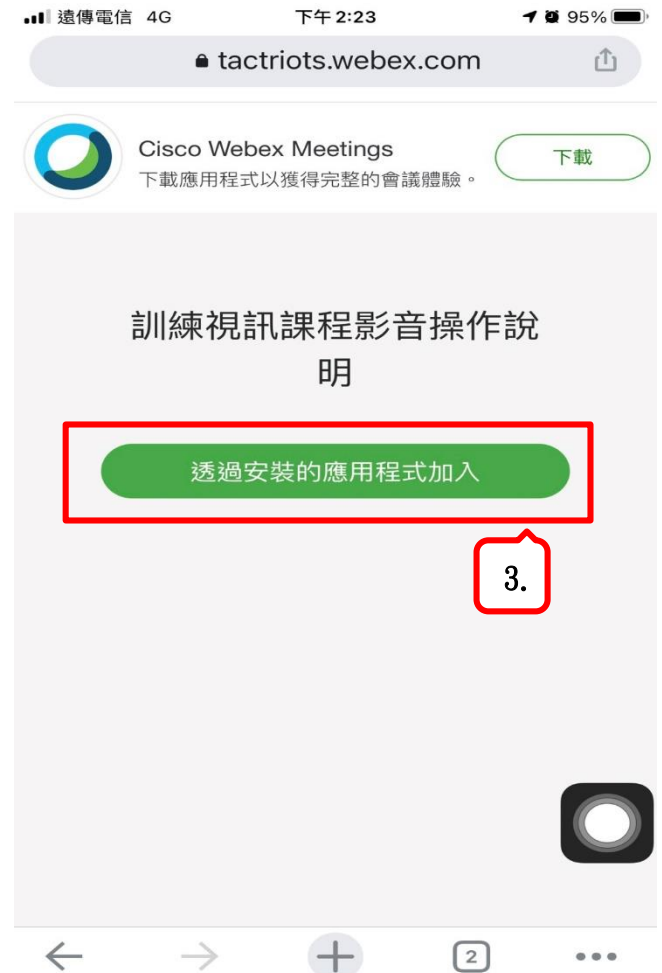 遠傳電信 4G 下午 2:23 95%
tactriots.webex.com
Cisco Webex Meetings
下載應用程式以獲得完整的會議體驗。
下載
訓練視訊課程影音操作說
明
透過安裝的應用程式加入
3.
2